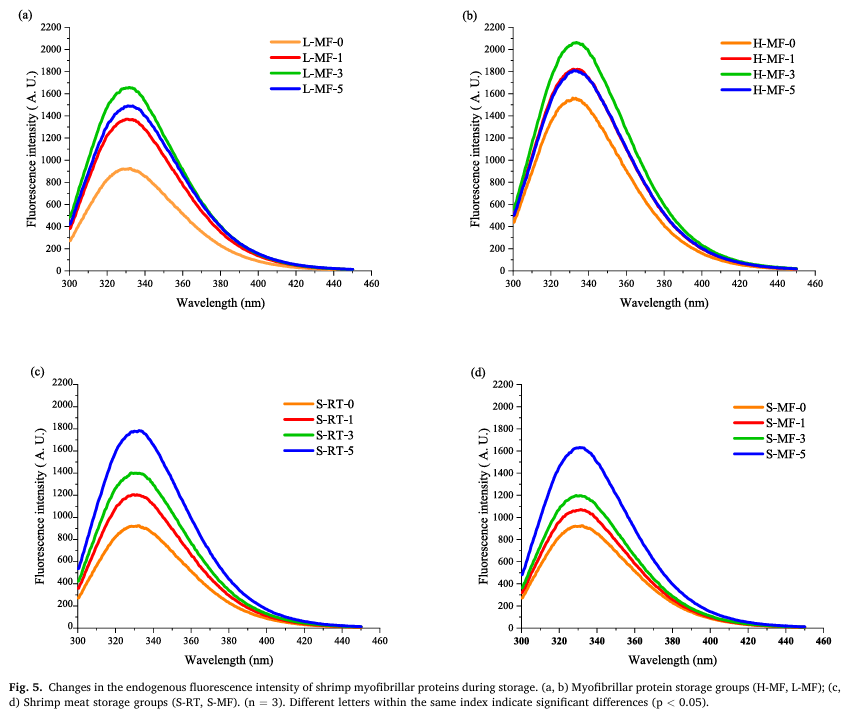 (a)
2200
2000
1800
1600
1400
1200
1000
800
600
400
200
0
300 320 340 360 380 400 420 440 460
Fluorescence intensity ( A. U.)
Wavelength (nm)
L-MF-0
L-MF-1
L-MF-3
L-MF-5
(b)
2200
2000
1800
1600
1400
1200
1000
800
600
400
200
0
300 320 340 360 380 400 420 440 460
Fluorescence intensity ( A. U.)
Wavelength (nm)
H-MF-0
H-MF-1
H-MF-3
H-MF-5
(c)
2200
2000
1800
1600
1400
1200
1000
800
600
400
200
0
300 320 340 360 380 400 420 440 460
Fluorescence intensity ( A. U.)
Wavelength (nm)
S-RT-0
S-RT-1
S-RT-3
S-RT-5
(d)
2200
2000
1800
1600
1400
1200
1000
800
600
400
200
0
300 320 340 360 380 400 420 440 460
Fluorescence intensity ( A. U.)
Wavelength (nm)
S-MF-0
S-MF-1
S-MF-3
S-MF-5
Fig. 5. Changes in the endogenous fluorescence intensity of shrimp myofibrillar proteins during storage. (a, b) Myofibrillar protein storage groups (H-MF, L-MF); (c,
d) Shrimp meat storage groups (S-RT, S-MF). (n = 3). Different letters within the same index indicate significant differences (p < 0.05).